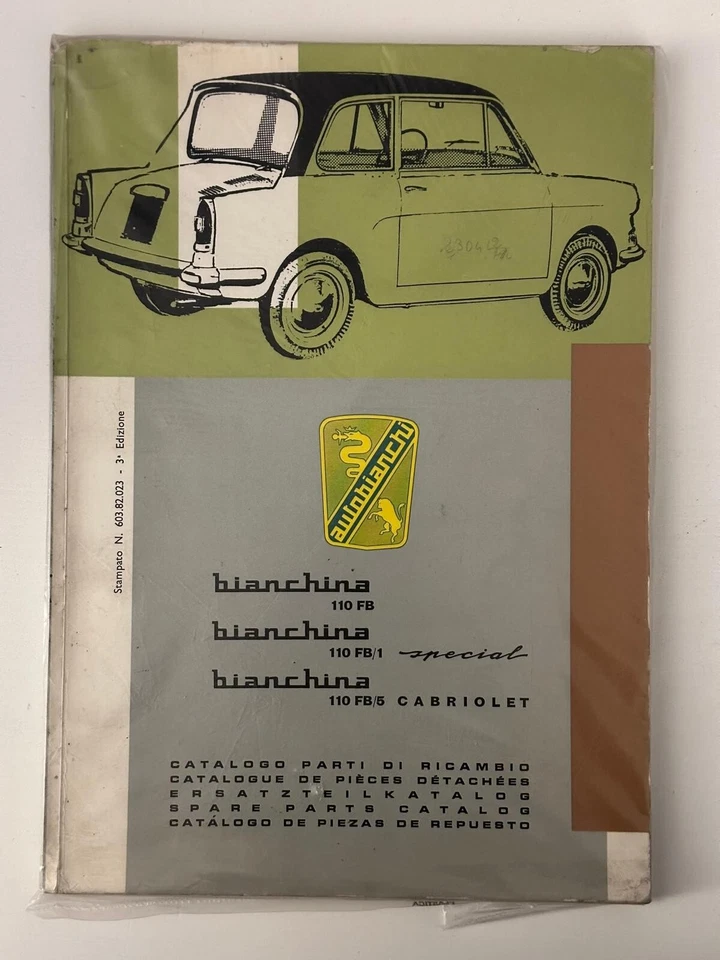 Stampato N. 603.82.023 - 3ª Edizione
autobianchi
bianchina
110 FB
bianchina
110 FB/1 special
bianchina
110 FB/5 CABRIOLET
CATALOGO PARTI DI RICAMBIO
CATALOGUE DE PIÈCES DÉTACHÉES
ERSATZTEILKATALOG
SPARE PARTS CATALOG
CATÁLOGO DE PIEZAS DE REPUESTO